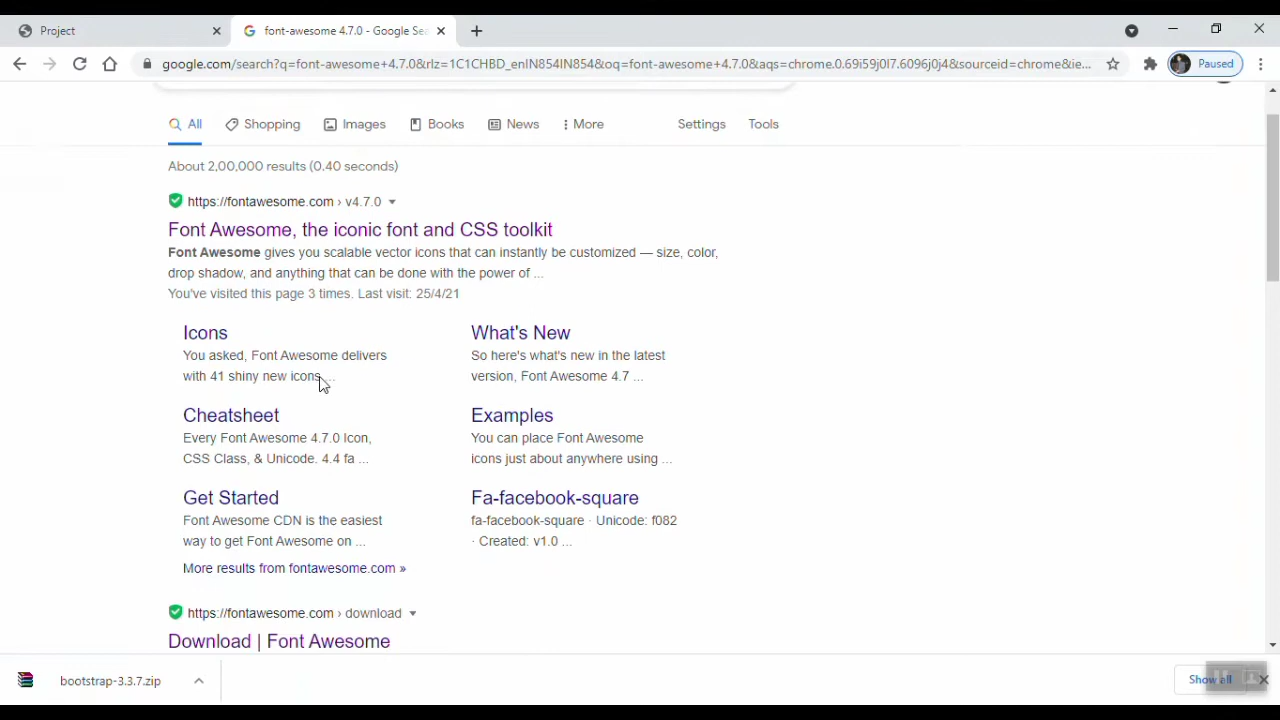 Project
font-awesome 4.7.0 - Google Sea
google.com/search?q=font-awesome+4.7.0&rlz=1C1CHBD_enIN854IN854&oq=font-awesome+4.7.0&aqs=chrome.0.69i59j0l7.6096j0j4&sourceid=chrome&ie...
Paused
All
Shopping
Images
Books
News
More
Settings
Tools
About 2,00,000 results (0.40 seconds)
https://fontawesome.com › v4.7.0
Font Awesome, the iconic font and CSS toolkit
Font Awesome gives you scalable vector icons that can instantly be customized — size, color,
drop shadow, and anything that can be done with the power of ...
You've visited this page 3 times. Last visit: 25/4/21
Icons
You asked, Font Awesome delivers
with 41 shiny new icons ...
What's New
So here's what's new in the latest
version, Font Awesome 4.7 ...
Cheatsheet
Every Font Awesome 4.7.0 Icon,
CSS Class, & Unicode. 4.4 fa ...
Examples
You can place Font Awesome
icons just about anywhere using ...
Get Started
Font Awesome CDN is the easiest
way to get Font Awesome on ...
Fa-facebook-square
fa-facebook-square · Unicode: f082
· Created: v1.0 ...
More results from fontawesome.com »
https://fontawesome.com › download
Download | Font Awesome
bootstrap-3.3.7.zip
Show all